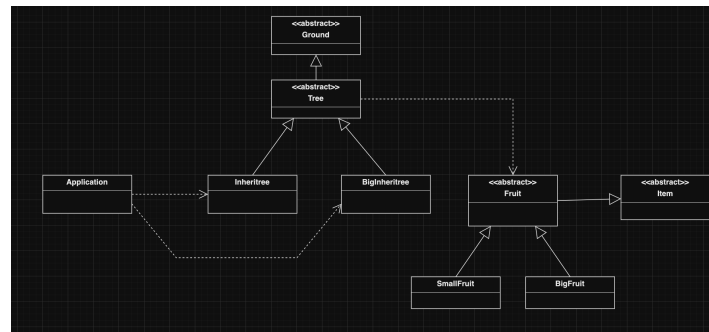 <<abstract>>
Ground
<<abstract>>
Tree
Application
Inheritree
BigInheritree
<<abstract>>
Fruit
<<abstract>>
Item
SmallFruit
BigFruit